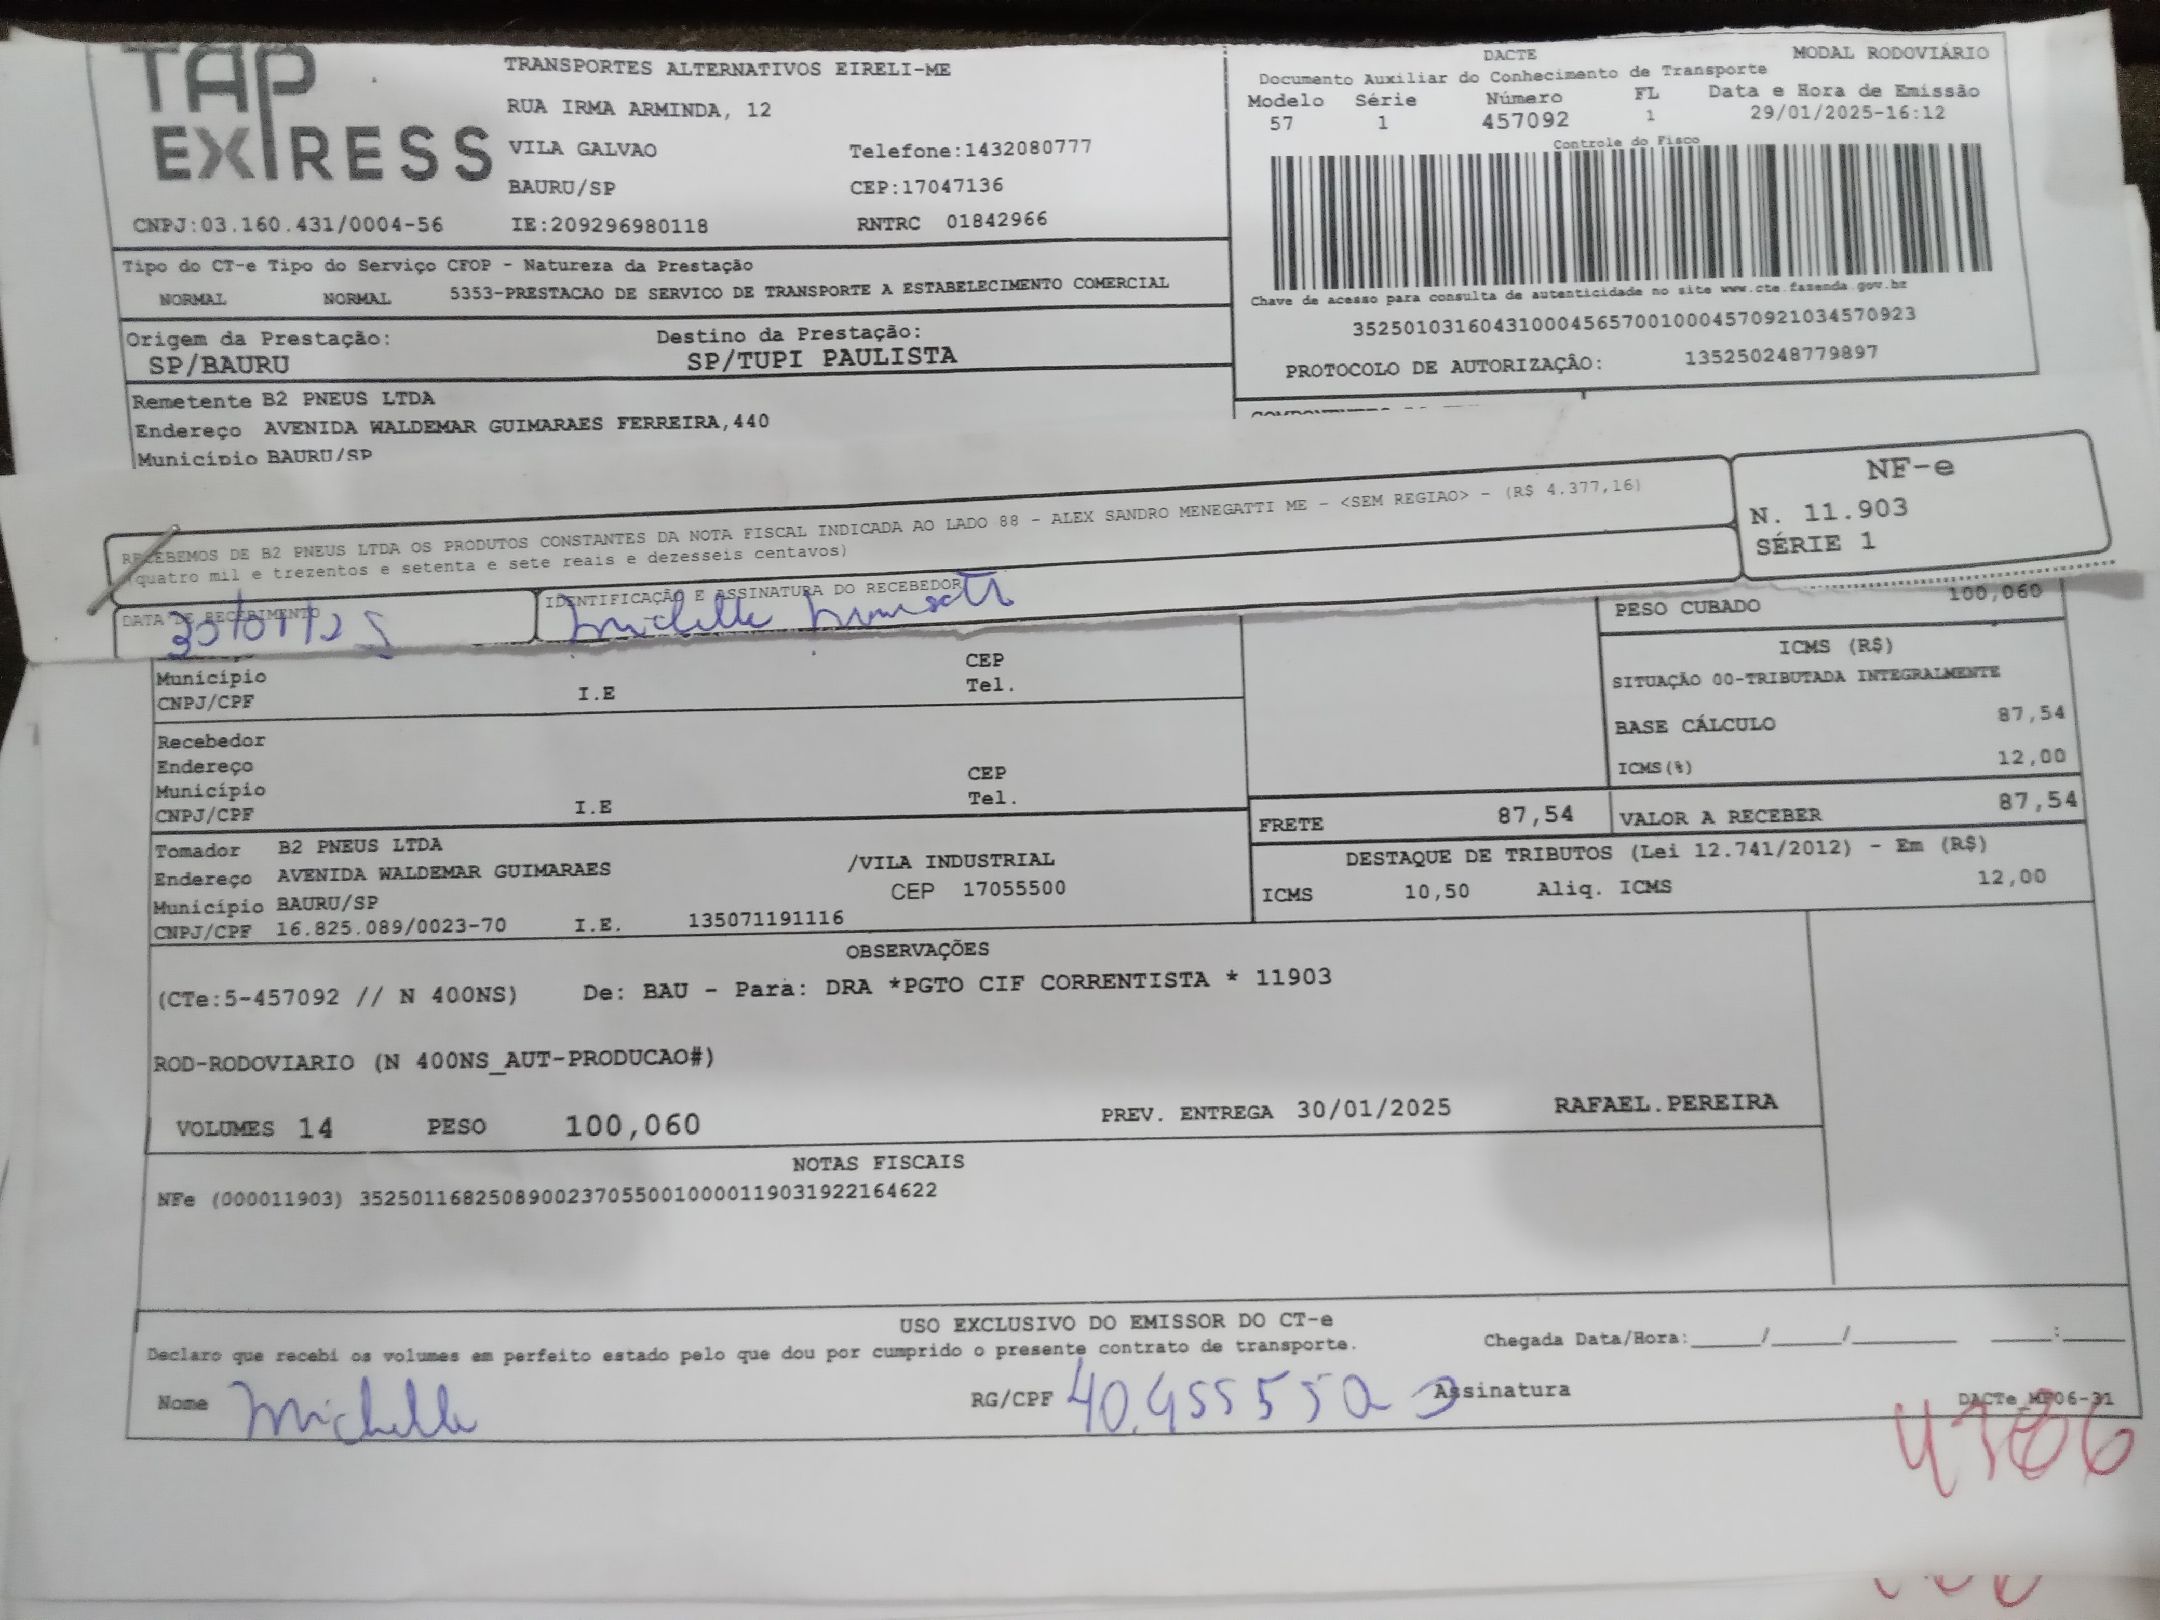 TAP EXPRESS
TRANSPORTES ALTERNATIVOS EIRELI-ME
RUA IRMA ARMINDA, 12
VILA GALVAO Telefone:1432080777
BAURU/SP CEP:17047136
CNPJ:03.160.431/0004-56 IE:209296980118 RNTRC 01842966
DACTE MODAL RODOVIÁRIO
Documento Auxiliar do Conhecimento de Transporte
Modelo Série Número FL Data e Hora de Emissão
57 1 457092 1 29/01/2025-16:12
Controle do Fisco
Chave de acesso para consulta de autenticidade no site www.cte.fazenda.gov.br
35250103160431000456570010004570921034570923
PROTOCOLO DE AUTORIZAÇÃO: 135250248779897
Tipo do CT-e Tipo do Serviço CFOP - Natureza da Prestação
NORMAL NORMAL 5353-PRESTACAO DE SERVICO DE TRANSPORTE A ESTABELECIMENTO COMERCIAL
Origem da Prestação: Destino da Prestação:
SP/BAURU SP/TUPI PAULISTA
Remetente B2 PNEUS LTDA
Endereço AVENIDA WALDEMAR GUIMARAES FERREIRA,440
Município BAURU/SP
RECEBEMOS DE B2 PNEUS LTDA OS PRODUTOS CONSTANTES DA NOTA FISCAL INDICADA AO LADO 88 - ALEX SANDRO MENEGATTI ME - <SEM REGIAO> - (R$ 4.377,16)
(quatro mil e trezentos e setenta e sete reais e dezesseis centavos)
NF-e
N. 11.903
SÉRIE 1
DATA DE RECEBIMENTO IDENTIFICAÇÃO E ASSINATURA DO RECEBEDOR
30/01/25 Michelle
PESO CUBADO 100,060
ICMS (R$)
SITUAÇÃO 00-TRIBUTADA INTEGRALMENTE
BASE CÁLCULO 87,54
ICMS(%) 12,00
Município CEP
CNPJ/CPF I.E Tel.
Recebedor
Endereço
Município CEP
CNPJ/CPF I.E Tel.
FRETE 87,54 VALOR A RECEBER 87,54
Tomador B2 PNEUS LTDA
Endereço AVENIDA WALDEMAR GUIMARAES /VILA INDUSTRIAL
Município BAURU/SP CEP 17055500
CNPJ/CPF 16.825.089/0023-70 I.E. 135071191116
DESTAQUE DE TRIBUTOS (Lei 12.741/2012) - Em (R$)
ICMS 10,50 Aliq. ICMS 12,00
OBSERVAÇÕES
(CTe:5-457092 // N 400NS) De: BAU - Para: DRA *PGTO CIF CORRENTISTA * 11903
ROD-RODOVIARIO (N 400NS_AUT-PRODUCAO#)
VOLUMES 14 PESO 100,060 PREV. ENTREGA 30/01/2025 RAFAEL.PEREIRA
NOTAS FISCAIS
NFe (000011903) 35250116825089002370550010000119031922164622
USO EXCLUSIVO DO EMISSOR DO CT-e
Declaro que recebi os volumes em perfeito estado pelo que dou por cumprido o presente contrato de transporte. Chegada Data/Hora:_____/_____/_______ ____:____
Nome Michelle RG/CPF Assinatura